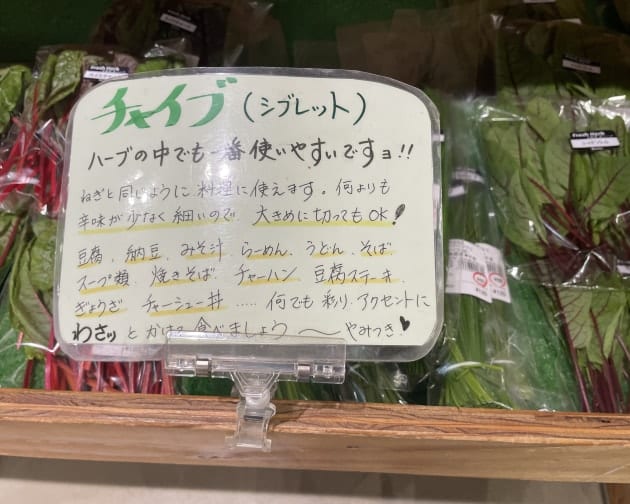 チャイブ(シブレット)
ハーブの中でも一番使いやすいですョ!!
ねぎと同じように料理に使えます。何よりも
辛味が少なく細いので、大きめに切ってもOK!
豆腐、納豆、みそ汁、らーめん、うどん、そば
スープ類、焼きそば、チャーハン、豆腐ステーキ、
ぎょうざ、チャーシュー丼.....何でも彩り、アクセントに
わさッとかけて食べましょう〜やみつき♥
Fresh Herb
Fresh Herb
Fresh Herb